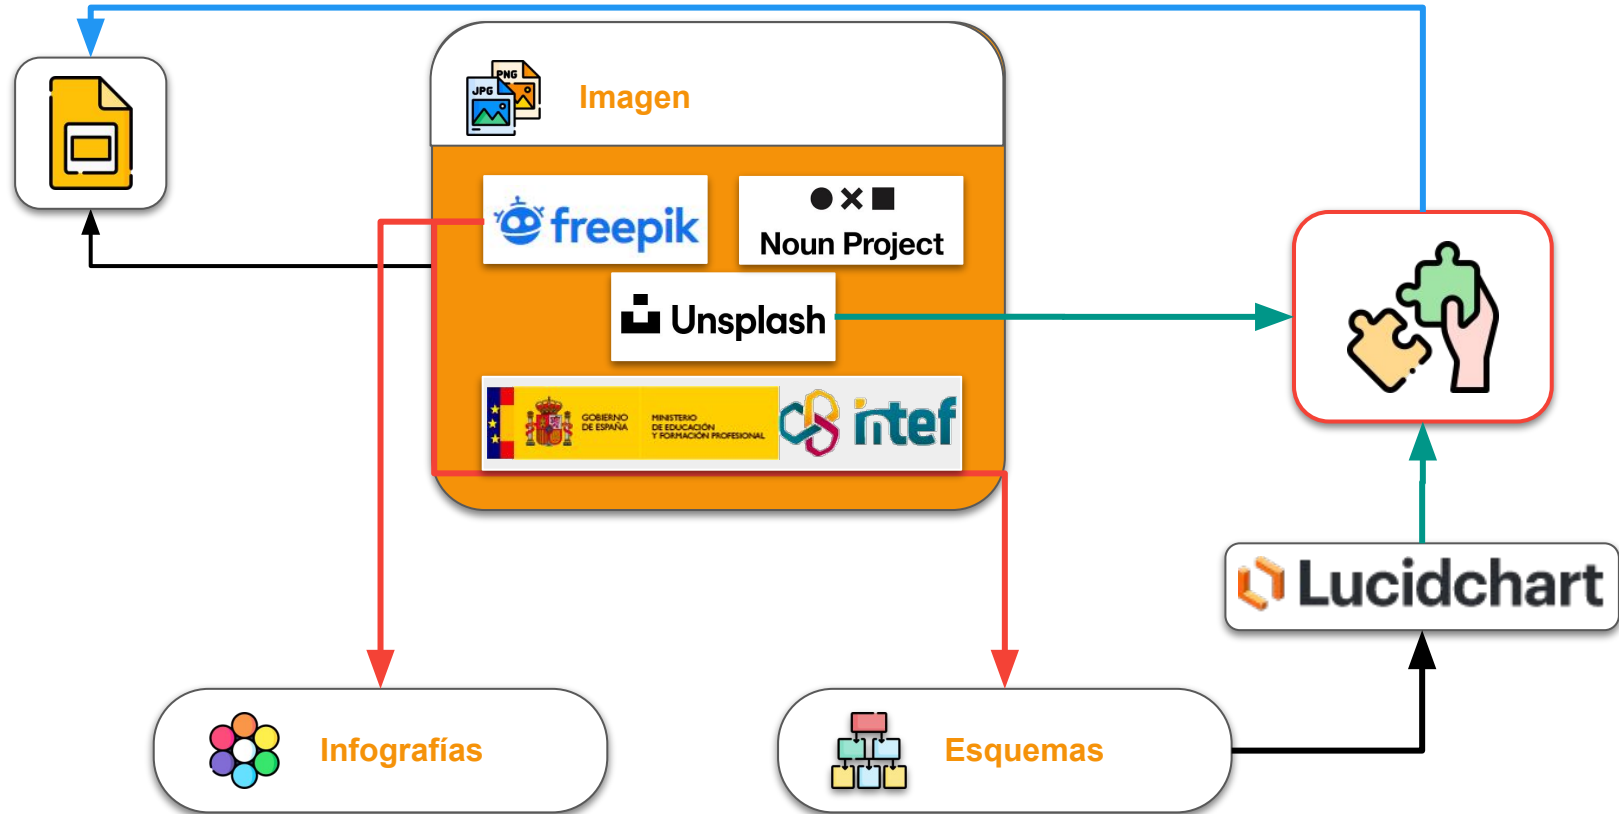 PNG
JPG
Imagen
freepik
Noun Project
Unsplash
GOBIERNO
DE ESPAÑA
MINISTERIO
DE EDUCACIÓN
Y FORMACIÓN PROFESIONAL
intef
Lucidchart
Infografías
Esquemas